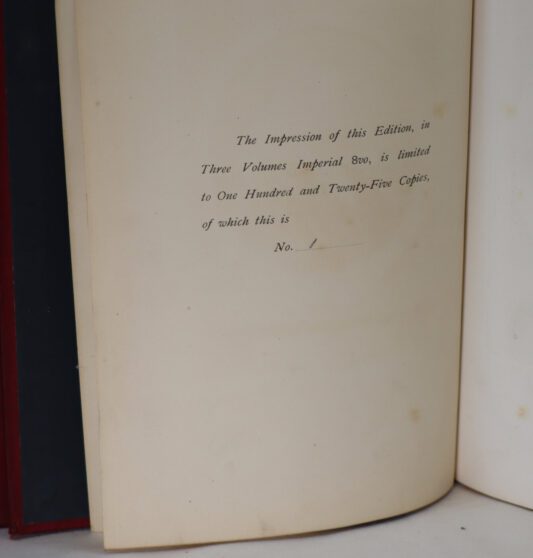 The Impression of this Edition, in
Three Volumes Imperial 8vo, is limited
to One Hundred and Twenty-Five Copies,
of which this is
No. 1